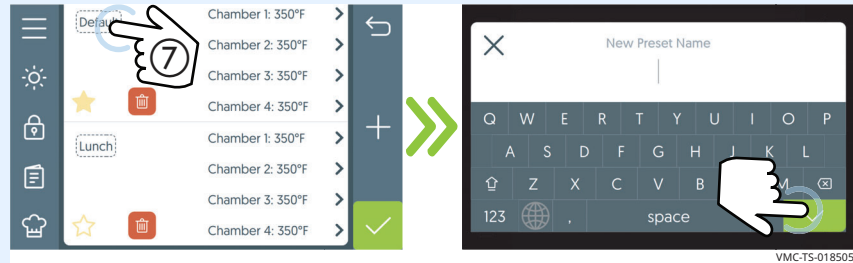 Default
Chamber 1: 350°F
Chamber 2: 350°F
Chamber 3: 350°F
Chamber 4: 350°F
7
Lunch
Chamber 1: 350°F
Chamber 2: 350°F
Chamber 3: 350°F
Chamber 4: 350°F
New Preset Name
Q W E R T Y U I O P
A S D F G H J K L
Z X C V B M
123 , space
VMC-TS-018505